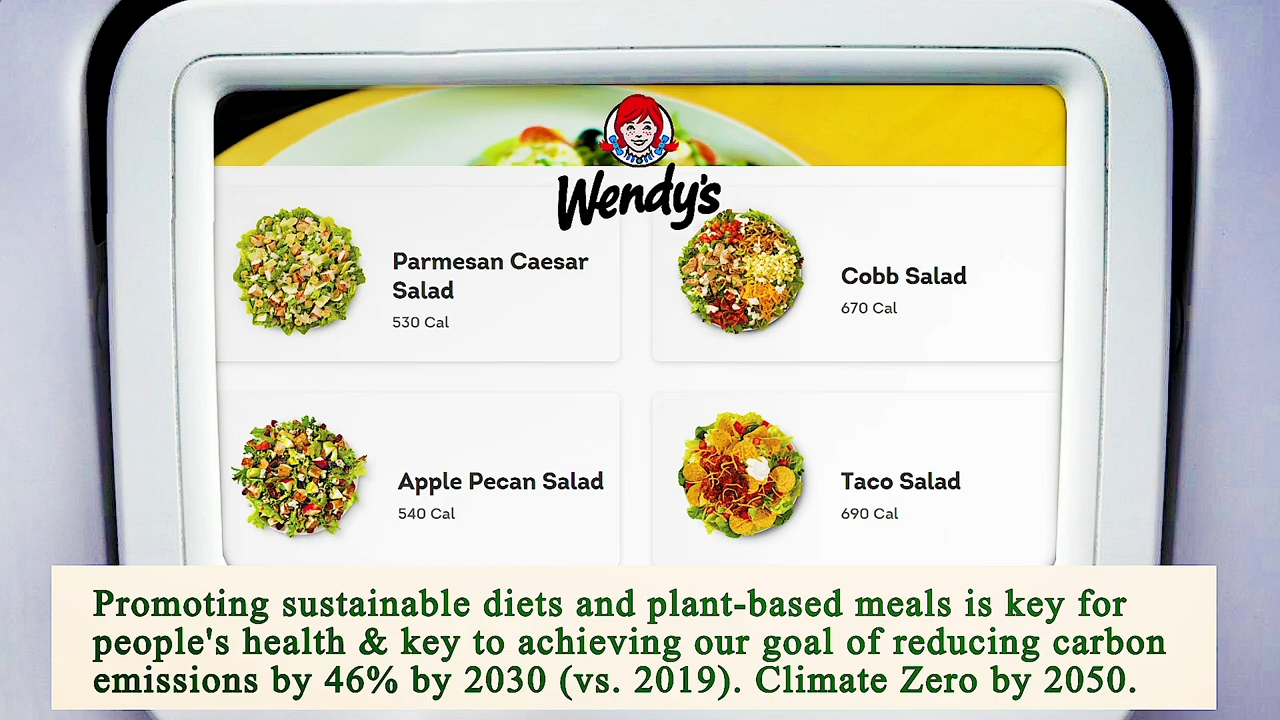 Wendy's
Parmesan Caesar
Salad
530 Cal
Cobb Salad
670 Cal
Apple Pecan Salad
540 Cal
Taco Salad
690 Cal
Promoting sustainable diets and plant-based meals is key for
people's health & key to achieving our goal of reducing carbon
emissions by 46% by 2030 (vs. 2019). Climate Zero by 2050.